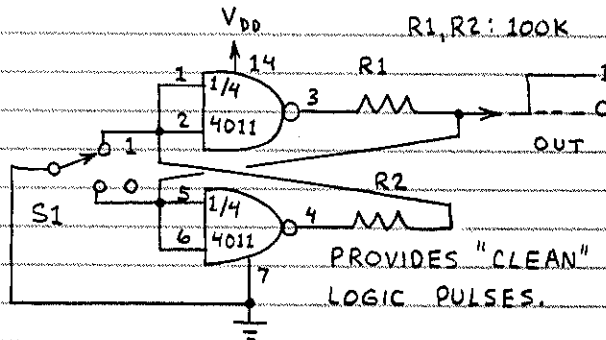 VDD
R1, R2: 100K
14
R1
1
1/4
3
2
4011
1
0
OUT
1
0
S1
R2
5
1/4
4
6
4011
7
PROVIDES "CLEAN"
LOGIC PULSES.